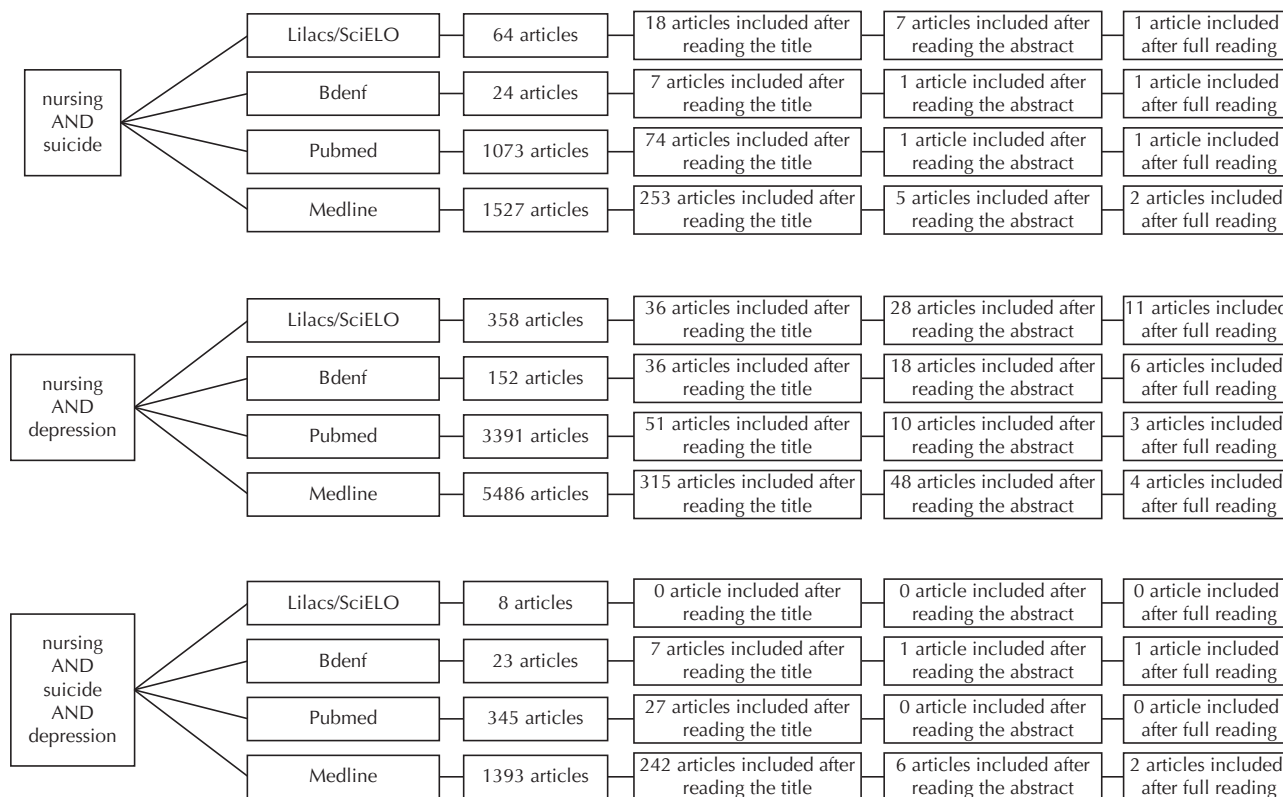 nursing
AND
suicide
Lilacs/SciELO
64 articles
18 articles included after
reading the title
7 articles included after
reading the abstract
1 article included
after full reading
Bdenf
24 articles
7 articles included after
reading the title
1 article included after
reading the abstract
1 article included
after full reading
Pubmed
1073 articles
74 articles included after
reading the title
1 article included after
reading the abstract
1 article included
after full reading
Medline
1527 articles
253 articles included after
reading the title
5 articles included after
reading the abstract
2 articles included
after full reading
nursing
AND
depression
Lilacs/SciELO
358 articles
36 articles included after
reading the title
28 articles included after
reading the abstract
11 articles included
after full reading
Bdenf
152 articles
36 articles included after
reading the title
18 articles included after
reading the abstract
6 articles included
after full reading
Pubmed
3391 articles
51 articles included after
reading the title
10 articles included after
reading the abstract
3 articles included
after full reading
Medline
5486 articles
315 articles included after
reading the title
48 articles included after
reading the abstract
4 articles included
after full reading
nursing
AND
suicide
AND
depression
Lilacs/SciELO
8 articles
0 article included after
reading the title
0 article included after
reading the abstract
0 article included
after full reading
Bdenf
23 articles
7 articles included after
reading the title
1 article included after
reading the abstract
1 article included
after full reading
Pubmed
345 articles
27 articles included after
reading the title
0 article included after
reading the abstract
0 article included
after full reading
Medline
1393 articles
242 articles included after
reading the title
6 articles included after
reading the abstract
2 articles included
after full reading